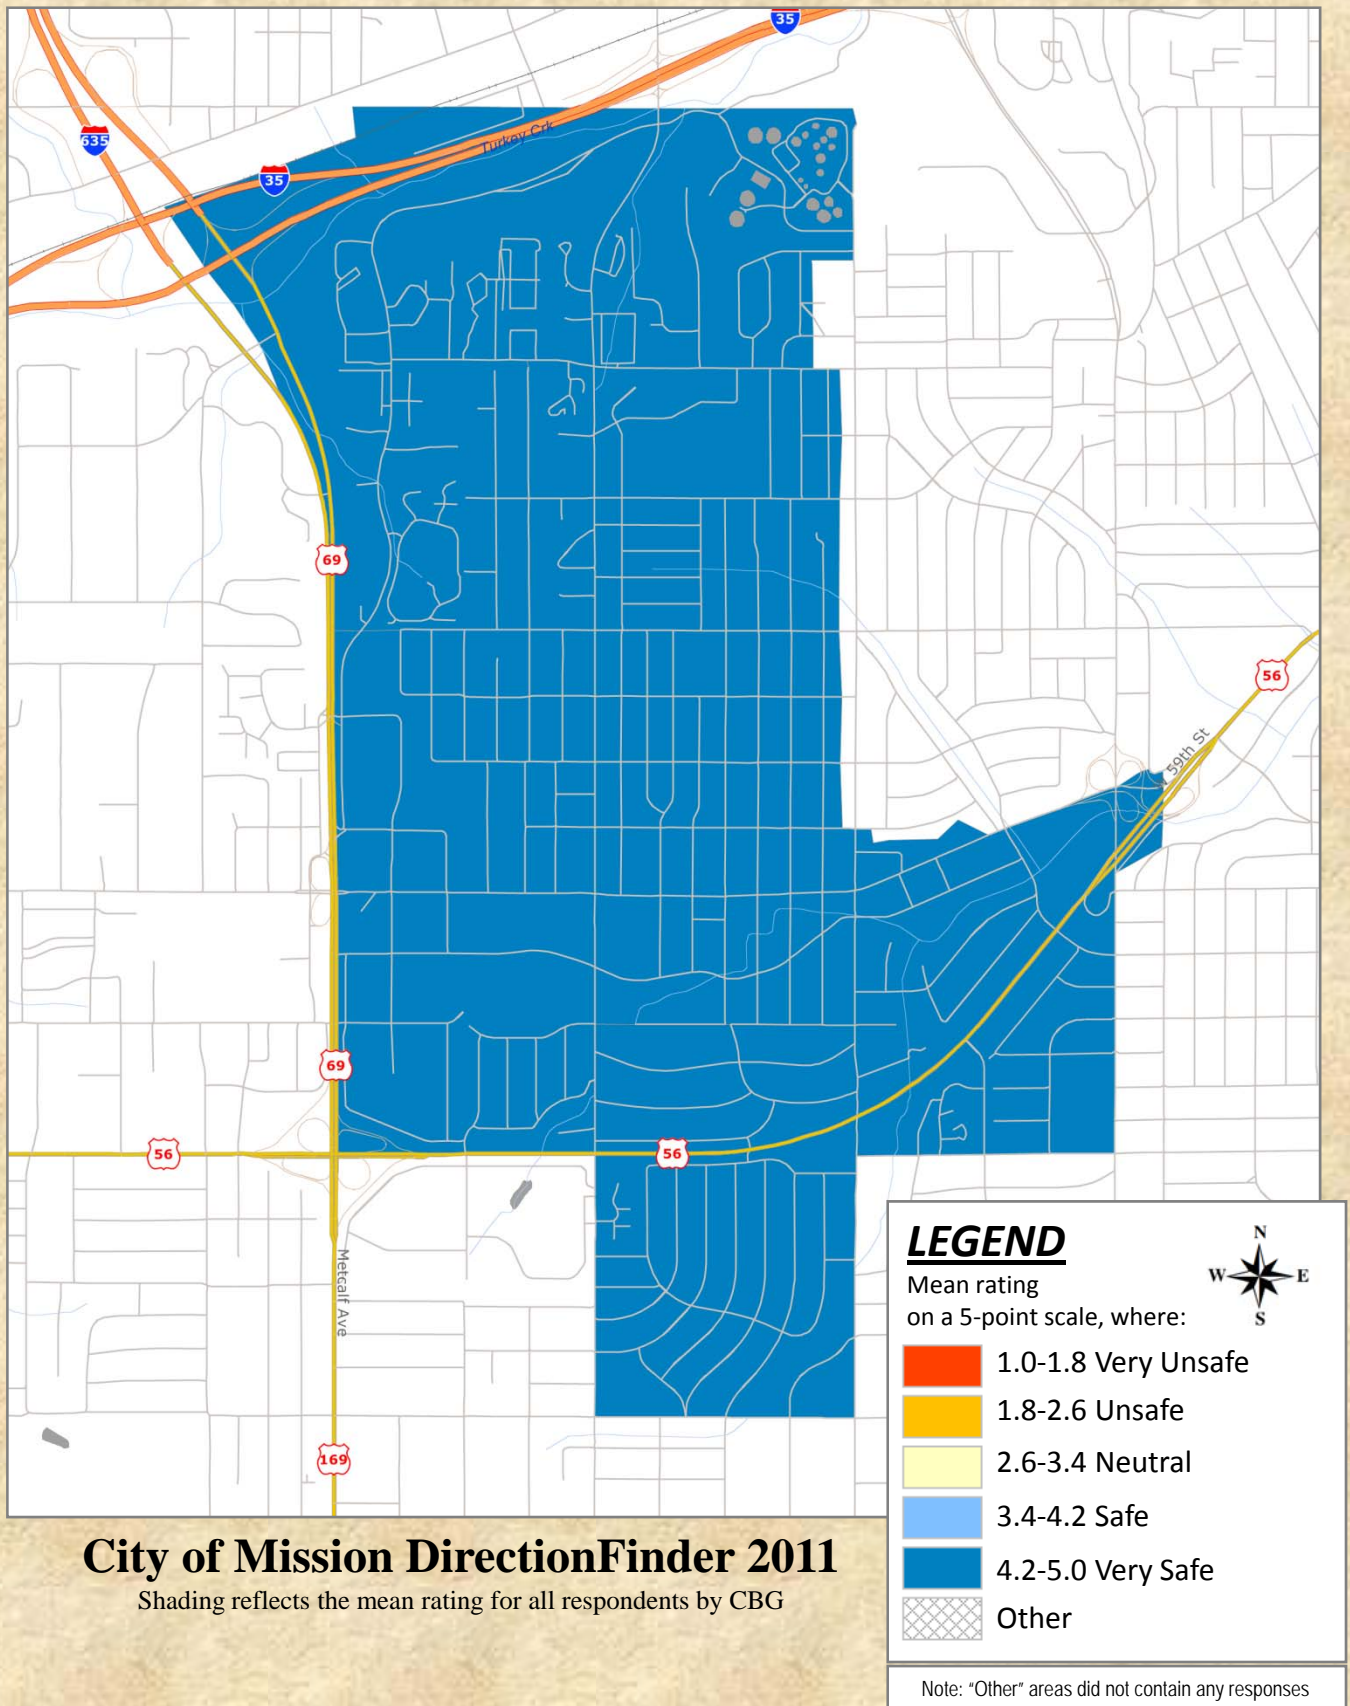 35
635
Turkey Crk
35
69
56
W 59th St
69
56
56
Metcalf Ave
169
LEGEND
Mean rating
on a 5-point scale, where:
N
W E
S
1.0-1.8 Very Unsafe
1.8-2.6 Unsafe
2.6-3.4 Neutral
3.4-4.2 Safe
4.2-5.0 Very Safe
Other
City of Mission DirectionFinder 2011
Shading reflects the mean rating for all respondents by CBG
Note: "Other" areas did not contain any responses